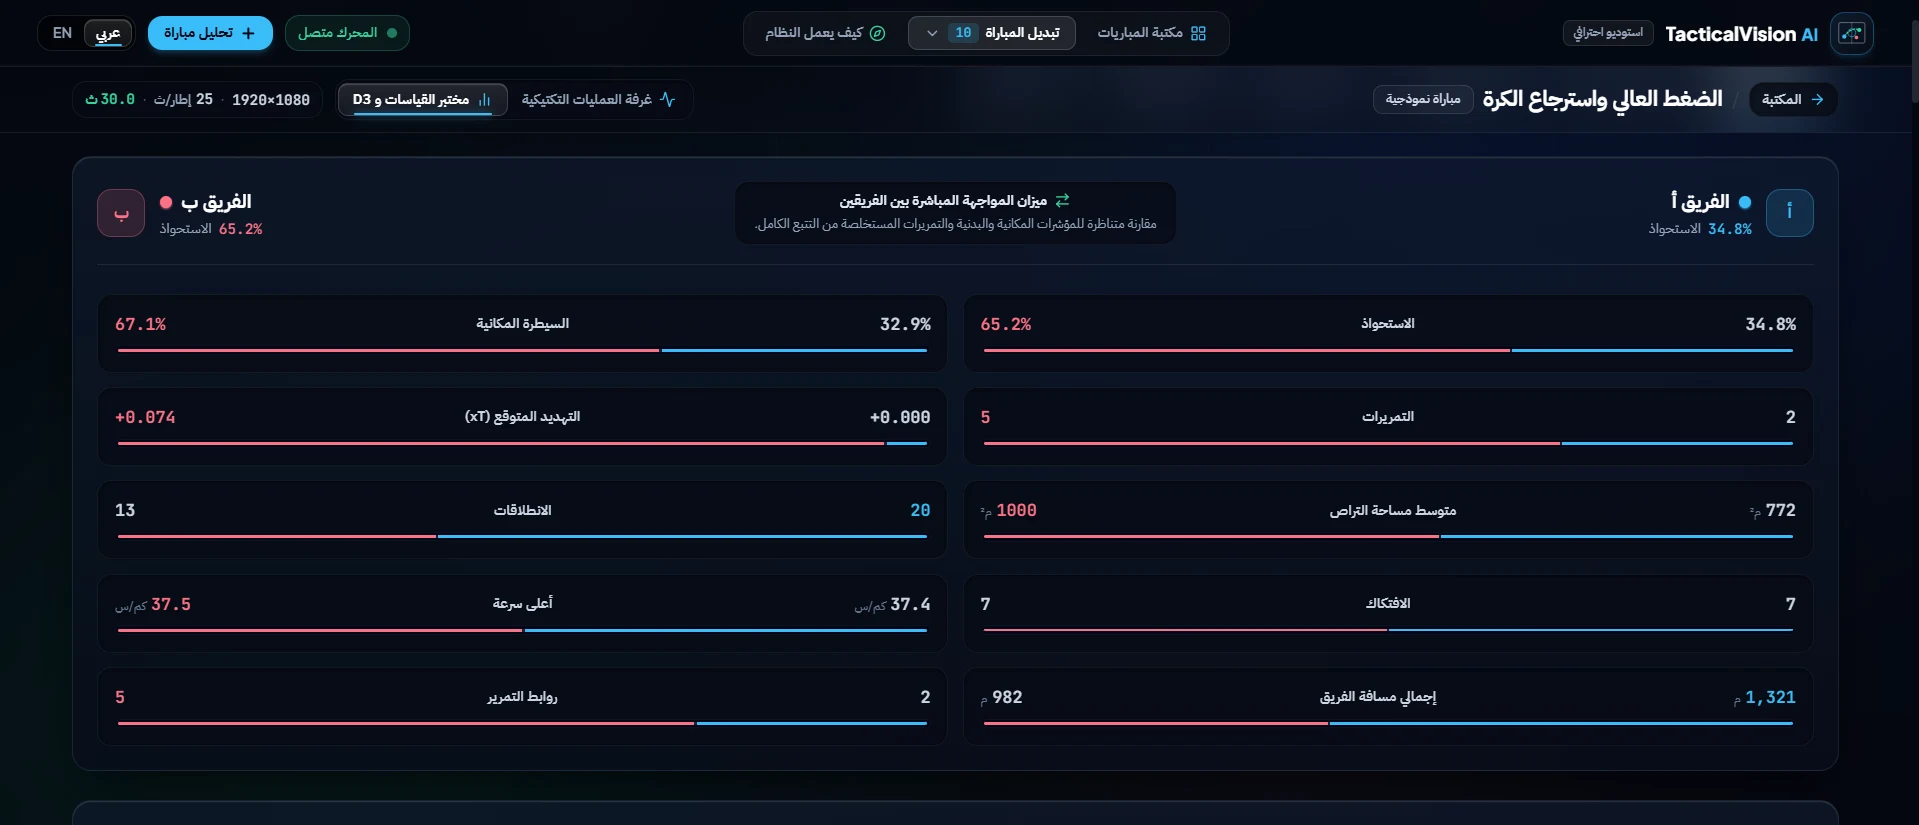 TacticalVision AI
استوديو احترافي
مكتبة المباريات
تبديل المباراة 10
كيف يعمل النظام
المحرك متصل
+ تحليل مباراة
عربي
EN
المكتبة
/
الضغط العالي واسترجاع الكرة
مباراة نموذجية
غرفة العمليات التكتيكية
مختبر القياسات و D3
1920×1080 · 25 إطار/ث · 30.0 ث
أ
الفريق أ
34.8% الاستحواذ
ميزان المواجهة المباشرة بين الفريقين
مقارنة متناظرة للمؤشرات المكانية والبدنية والتمريرات المستخلصة من التتبع الكامل.
الفريق ب
65.2% الاستحواذ
ب
34.8% الاستحواذ 65.2%
32.9% السيطرة المكانية 67.1%
2 التمريرات 5
+0.000 التهديد المتوقع (xT) +0.074
772 م² متوسط مساحة التراص 1000 م²
20 الانطلاقات 13
7 الافتكاك 7
37.4 كم/س أعلى سرعة 37.5 كم/س
1,321 م إجمالي مسافة الفريق 982 م
2 روابط التمرير 5